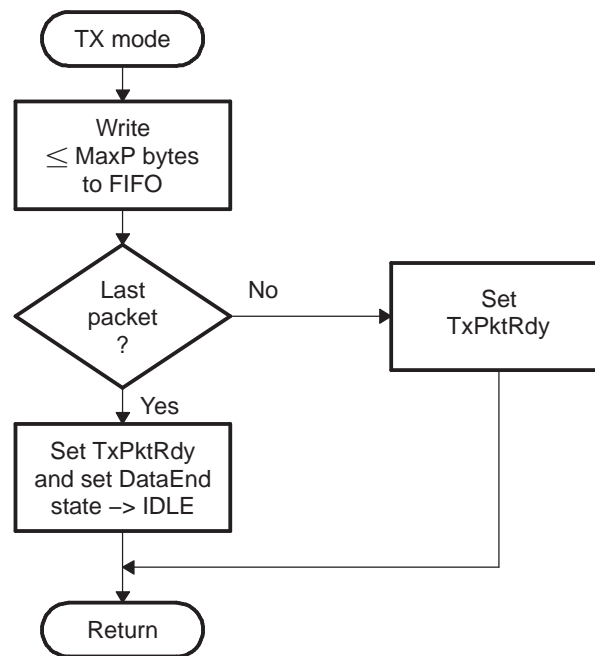 TX mode
Write
≤ MaxP bytes
to FIFO
Last
packet
?
No
Set
TxPktRdy
Yes
Set TxPktRdy
and set DataEnd
state −> IDLE
Return